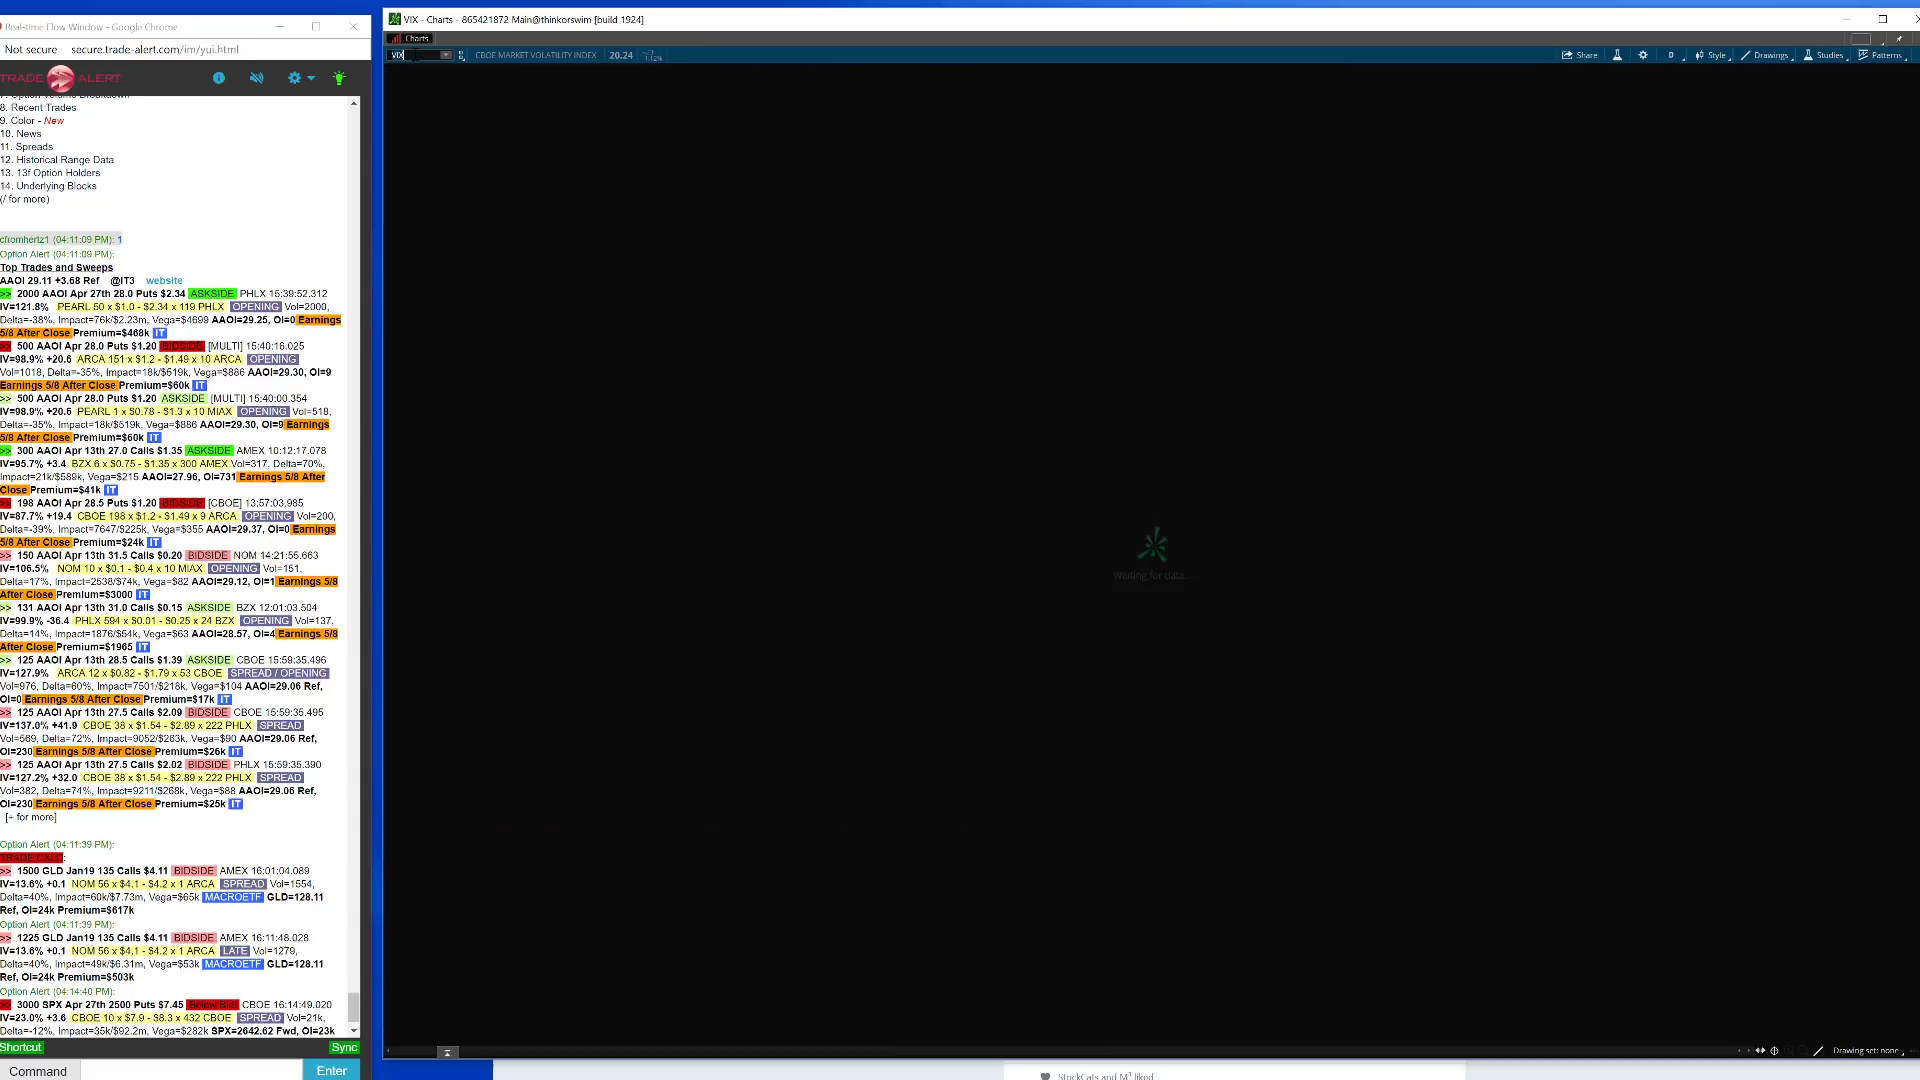 Real-time Flow Window - Google Chrome
Not secure secure.trade-alert.com/im/yui.html
TRADE ALERT
8. Recent Trades
9. Color - New
10. News
11. Spreads
12. Historical Range Data
13. 13f Option Holders
14. Underlying Blocks
(/ for more)
cfromhertz1 (04:11:09 PM): 1
Option Alert (04:11:09 PM):
Top Trades and Sweeps
AAOI 29.11 +3.68 Ref @IT3 website
>> 2000 AAOI Apr 27th 28.0 Puts $2.34 ASKSIDE PHLX 15:39:52.312
IV=121.8% PEARL 50 x $1.0 - $2.34 x 119 PHLX OPENING Vol=2000,
Delta=-38%, Impact=76k/$2.23m, Vega=$4699 AAOI=29.25, OI=0 Earnings
5/8 After Close Premium=$468k IT
>> 500 AAOI Apr 28.0 Puts $1.20 BIDSIDE [MULTI] 15:40:16.025
IV=98.9% +20.6 ARCA 151 x $1.2 - $1.49 x 10 ARCA OPENING
Vol=1018, Delta=-35%, Impact=18k/$519k, Vega=$886 AAOI=29.30, OI=9
Earnings 5/8 After Close Premium=$60k IT
>> 500 AAOI Apr 28.0 Puts $1.20 ASKSIDE [MULTI] 15:40:00.354
IV=98.9% +20.6 PEARL 1 x $0.78 - $1.3 x 10 MIAX OPENING Vol=518,
Delta=-35%, Impact=18k/$519k, Vega=$886 AAOI=29.30, OI=9 Earnings
5/8 After Close Premium=$60k IT
>> 300 AAOI Apr 13th 27.0 Calls $1.35 ASKSIDE AMEX 10:12:17.078
IV=95.7% +3.4 BZX 6 x $0.75 - $1.35 x 300 AMEX Vol=317, Delta=70%,
Impact=21k/$589k, Vega=$215 AAOI=27.96, OI=731 Earnings 5/8 After
Close Premium=$41k IT
>> 198 AAOI Apr 28.5 Puts $1.20 BIDSIDE [CBOE] 13:57:03.985
IV=87.7% +19.4 CBOE 198 x $1.2 - $1.49 x 9 ARCA OPENING Vol=200,
Delta=-39%, Impact=7647/$225k, Vega=$355 AAOI=29.37, OI=0 Earnings
5/8 After Close Premium=$24k IT
>> 150 AAOI Apr 13th 31.5 Calls $0.20 BIDSIDE NOM 14:21:55.663
IV=106.5% NOM 10 x $0.1 - $0.4 x 10 MIAX OPENING Vol=151,
Delta=17%, Impact=2538/$74k, Vega=$82 AAOI=29.12, OI=1 Earnings 5/8
After Close Premium=$3000 IT
>> 131 AAOI Apr 13th 31.0 Calls $0.15 ASKSIDE BZX 12:01:03.504
IV=99.9% -36.4 PHLX 594 x $0.01 - $0.25 x 24 BZX OPENING Vol=137,
Delta=14%, Impact=1876/$54k, Vega=$63 AAOI=28.57, OI=4 Earnings 5/8
After Close Premium=$1965 IT
>> 125 AAOI Apr 13th 28.5 Calls $1.39 ASKSIDE CBOE 15:59:35.496
IV=127.9% ARCA 12 x $0.82 - $1.79 x 53 CBOE SPREAD / OPENING
Vol=976, Delta=60%, Impact=7501/$218k, Vega=$104 AAOI=29.06 Ref,
OI=0 Earnings 5/8 After Close Premium=$17k IT
>> 125 AAOI Apr 13th 27.5 Calls $2.09 BIDSIDE CBOE 15:59:35.495
IV=137.0% +41.9 CBOE 38 x $1.54 - $2.89 x 222 PHLX SPREAD
Vol=569, Delta=72%, Impact=9052/$263k, Vega=$90 AAOI=29.06 Ref,
OI=230 Earnings 5/8 After Close Premium=$26k IT
>> 125 AAOI Apr 13th 27.5 Calls $2.02 BIDSIDE PHLX 15:59:35.390
IV=127.2% +32.0 CBOE 38 x $1.54 - $2.89 x 222 PHLX SPREAD
Vol=382, Delta=74%, Impact=9211/$268k, Vega=$88 AAOI=29.06 Ref,
OI=230 Earnings 5/8 After Close Premium=$25k IT
[+ for more]
Option Alert (04:11:39 PM):
TRADE CXLD:
>> 1500 GLD Jan19 135 Calls $4.11 BIDSIDE AMEX 16:01:04.089
IV=13.6% +0.1 NOM 56 x $4.1 - $4.2 x 1 ARCA SPREAD Vol=1554,
Delta=40%, Impact=60k/$7.73m, Vega=$65k MACROETF GLD=128.11
Ref, OI=24k Premium=$617k
Option Alert (04:11:39 PM):
>> 1225 GLD Jan19 135 Calls $4.11 BIDSIDE AMEX 16:11:48.028
IV=13.6% +0.1 NOM 56 x $4.1 - $4.2 x 1 ARCA LATE Vol=1279,
Delta=40%, Impact=49k/$6.31m, Vega=$53k MACROETF GLD=128.11
Ref, OI=24k Premium=$503k
Option Alert (04:14:40 PM):
>> 3000 SPX Apr 27th 2500 Puts $7.45 Below Bid! CBOE 16:14:49.020
IV=23.0% +3.6 CBOE 10 x $7.9 - $8.3 x 432 CBOE SPREAD Vol=21k,
Delta=-12%, Impact=35k/$92.2m, Vega=$282k SPX=2642.62 Fwd, OI=23k
Shortcut Sync
Command Enter
VIX - Charts - 865421872 Main@thinkorswim [build 1924]
Charts
VIX CBOE MARKET VOLATILITY INDEX 20.24 Share D Style Drawings Studies Patterns
Waiting for data...
Drawing set: none
StockCats and M³ liked